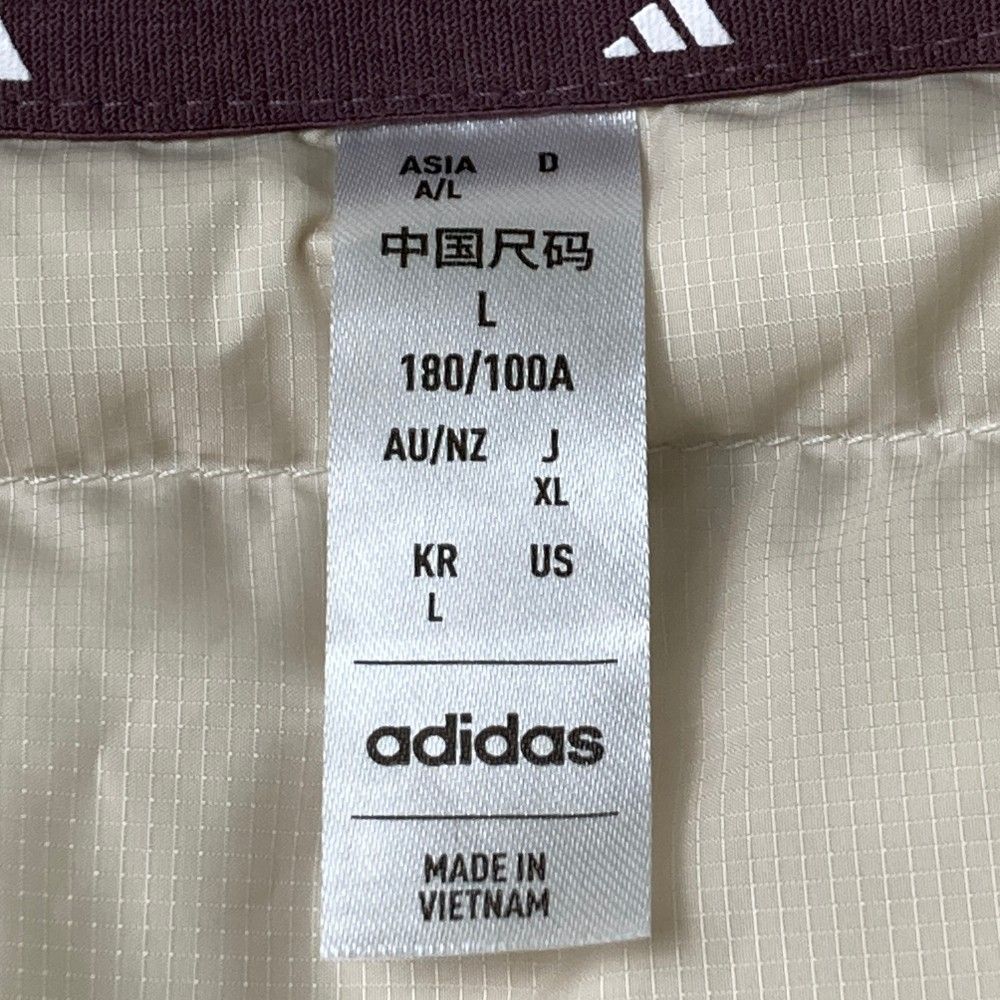 ASIA D
A/L
中国尺码
L
180/100A
AU/NZ J
XL
KR US
L
adidas
MADE IN
VIETNAM